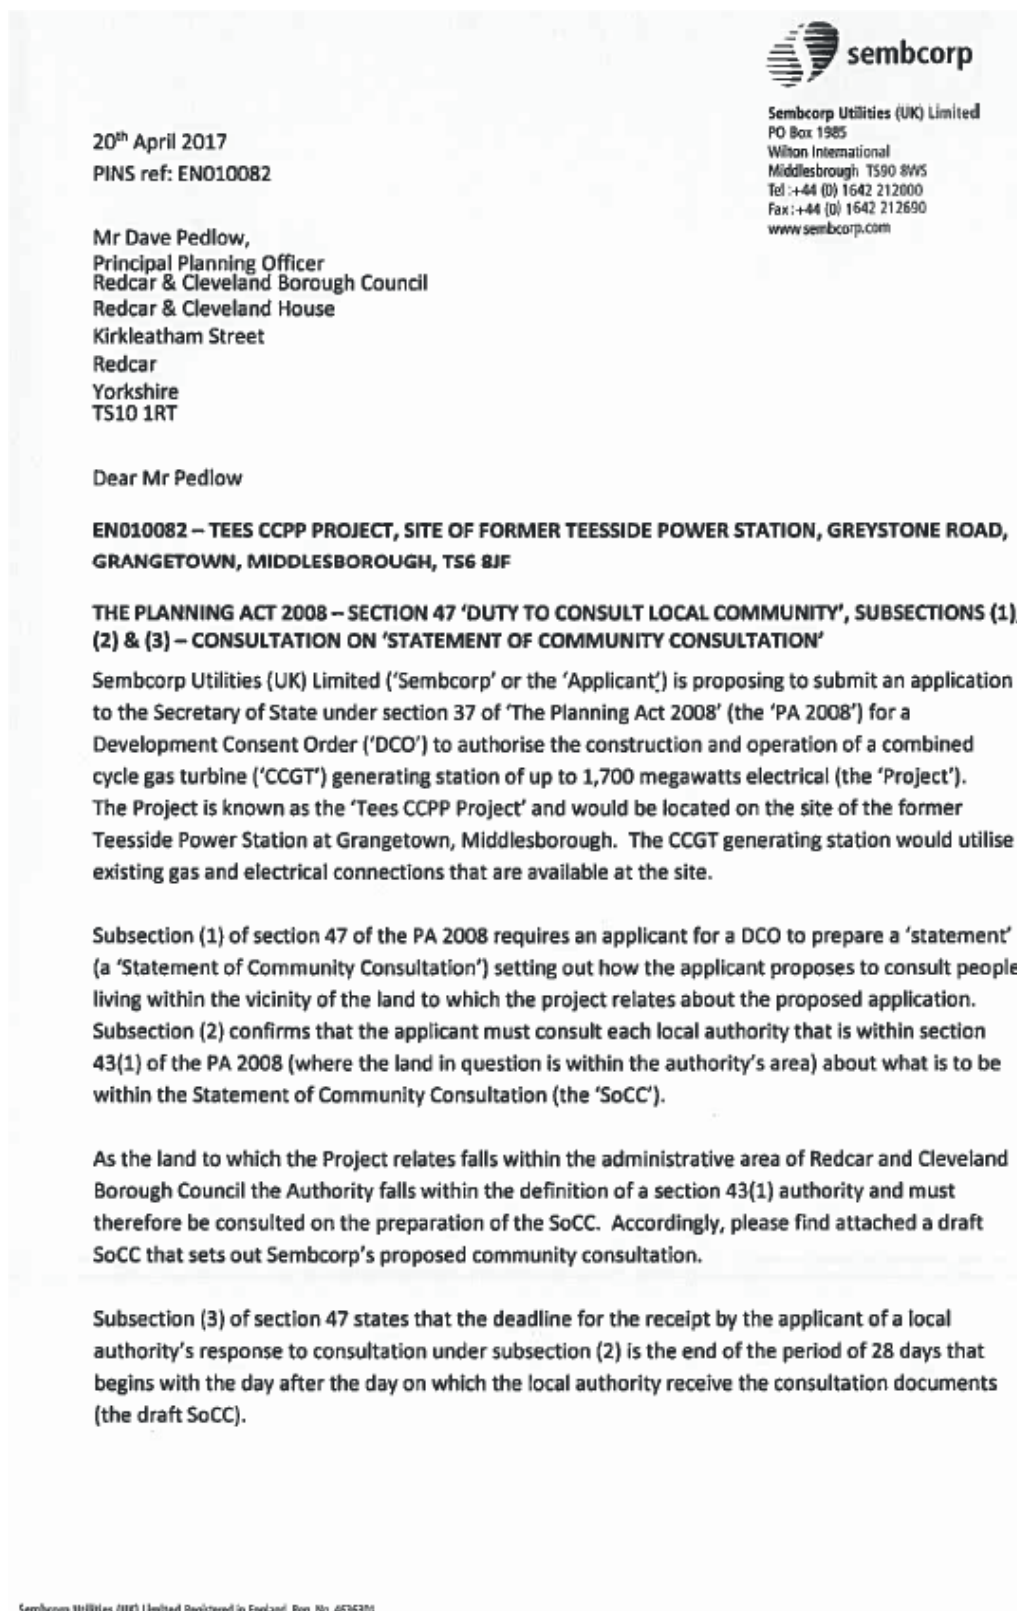 sembcorp
Sembcorp Utilities (UK) Limited
PO Box 1985
Wilton International
Middlesbrough TS90 8WS
Tel :+44 (0) 1642 212000
Fax :+44 (0) 1642 212690
www.sembcorp.com
20th April 2017
PINS ref: EN010082
Mr Dave Pedlow,
Principal Planning Officer
Redcar & Cleveland Borough Council
Redcar & Cleveland House
Kirkleatham Street
Redcar
Yorkshire
TS10 1RT
Dear Mr Pedlow
EN010082 – TEES CCPP PROJECT, SITE OF FORMER TEESSIDE POWER STATION, GREYSTONE ROAD,
GRANGETOWN, MIDDLESBOROUGH, TS6 8JF
THE PLANNING ACT 2008 – SECTION 47 ‘DUTY TO CONSULT LOCAL COMMUNITY’, SUBSECTIONS (1),
(2) & (3) – CONSULTATION ON ‘STATEMENT OF COMMUNITY CONSULTATION’
Sembcorp Utilities (UK) Limited (‘Sembcorp’ or the ‘Applicant’) is proposing to submit an application
to the Secretary of State under section 37 of ‘The Planning Act 2008’ (the ‘PA 2008’) for a
Development Consent Order (‘DCO’) to authorise the construction and operation of a combined
cycle gas turbine (‘CCGT’) generating station of up to 1,700 megawatts electrical (the ‘Project’).
The Project is known as the ‘Tees CCPP Project’ and would be located on the site of the former
Teesside Power Station at Grangetown, Middlesborough. The CCGT generating station would utilise
existing gas and electrical connections that are available at the site.
Subsection (1) of section 47 of the PA 2008 requires an applicant for a DCO to prepare a ‘statement’
(a ‘Statement of Community Consultation’) setting out how the applicant proposes to consult people
living within the vicinity of the land to which the project relates about the proposed application.
Subsection (2) confirms that the applicant must consult each local authority that is within section
43(1) of the PA 2008 (where the land in question is within the authority’s area) about what is to be
within the Statement of Community Consultation (the ‘SoCC’).
As the land to which the Project relates falls within the administrative area of Redcar and Cleveland
Borough Council the Authority falls within the definition of a section 43(1) authority and must
therefore be consulted on the preparation of the SoCC. Accordingly, please find attached a draft
SoCC that sets out Sembcorp’s proposed community consultation.
Subsection (3) of section 47 states that the deadline for the receipt by the applicant of a local
authority’s response to consultation under subsection (2) is the end of the period of 28 days that
begins with the day after the day on which the local authority receive the consultation documents
(the draft SoCC).
Sembcorp Utilities (UK) Limited Registered in England. Reg. No. 4636301